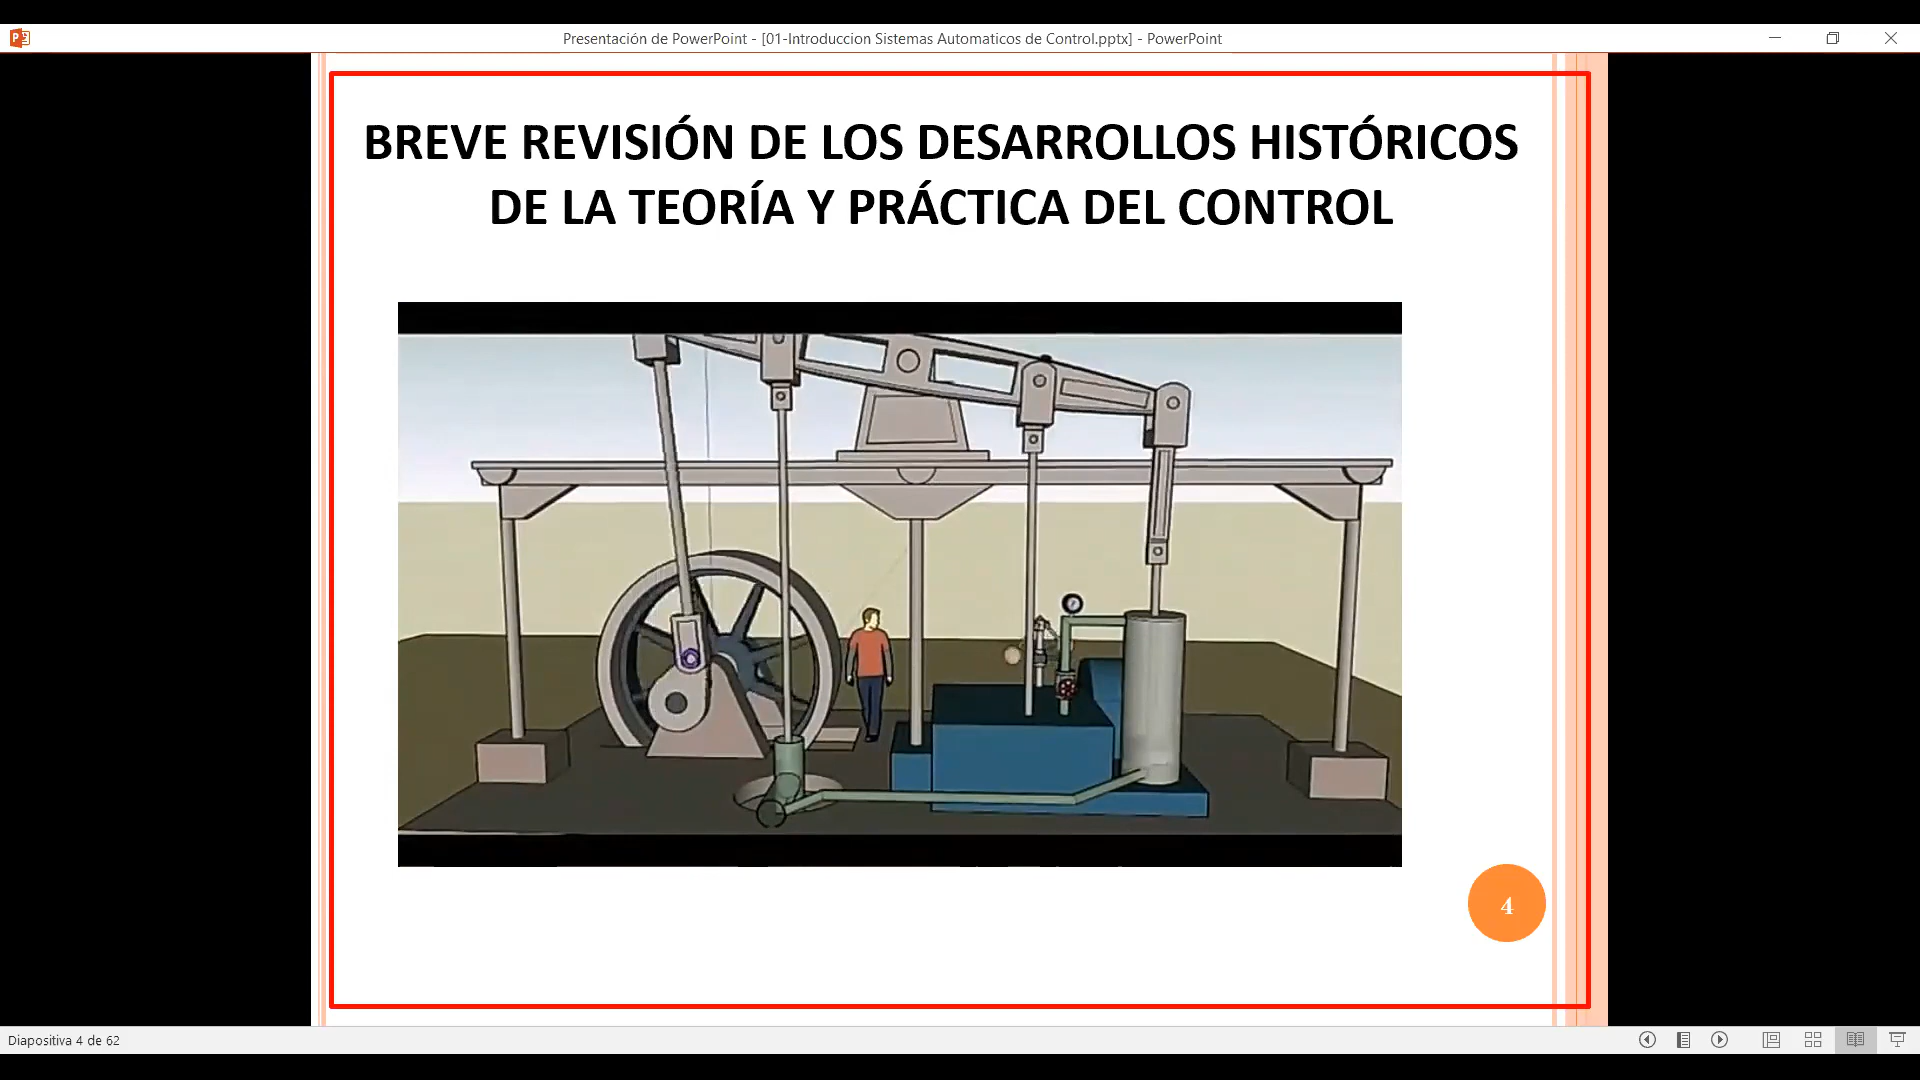 Presentación de PowerPoint - [01-Introduccion Sistemas Automaticos de Control.pptx] - PowerPoint
BREVE REVISIÓN DE LOS DESARROLLOS HISTÓRICOS
DE LA TEORÍA Y PRÁCTICA DEL CONTROL
4
Diapositiva 4 de 62